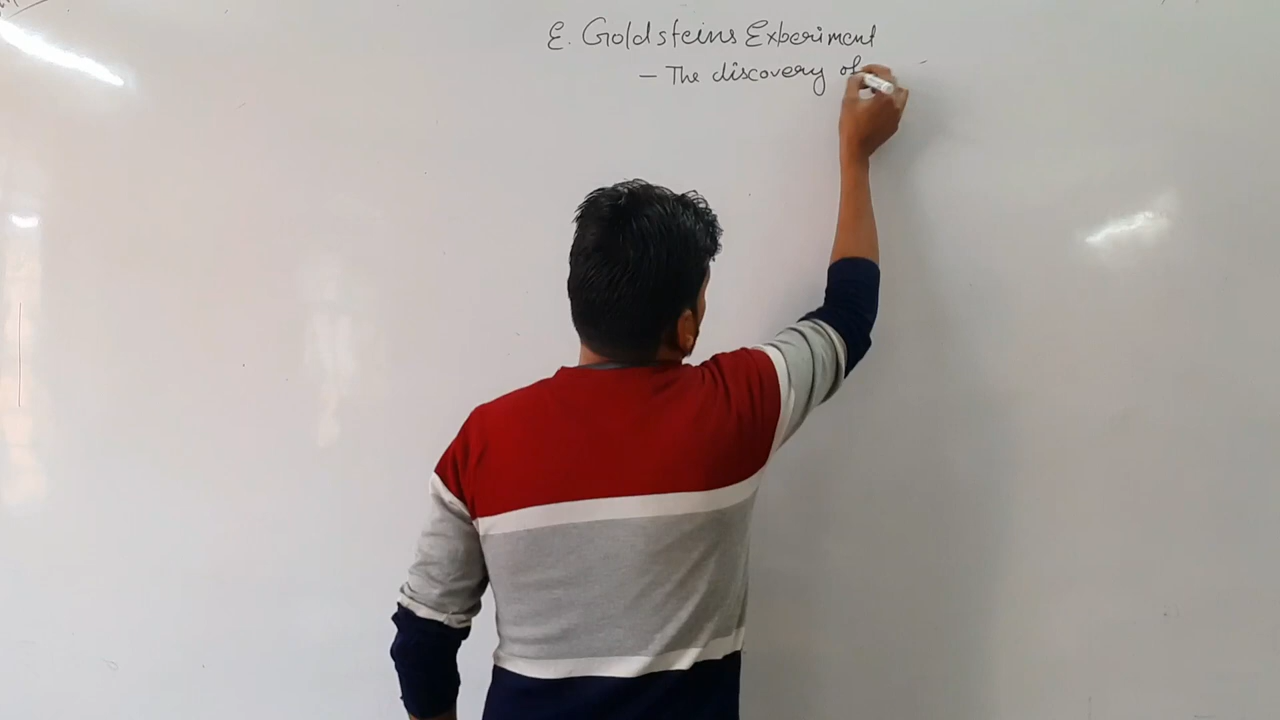 E. Goldsteins Experiment
– The discovery of